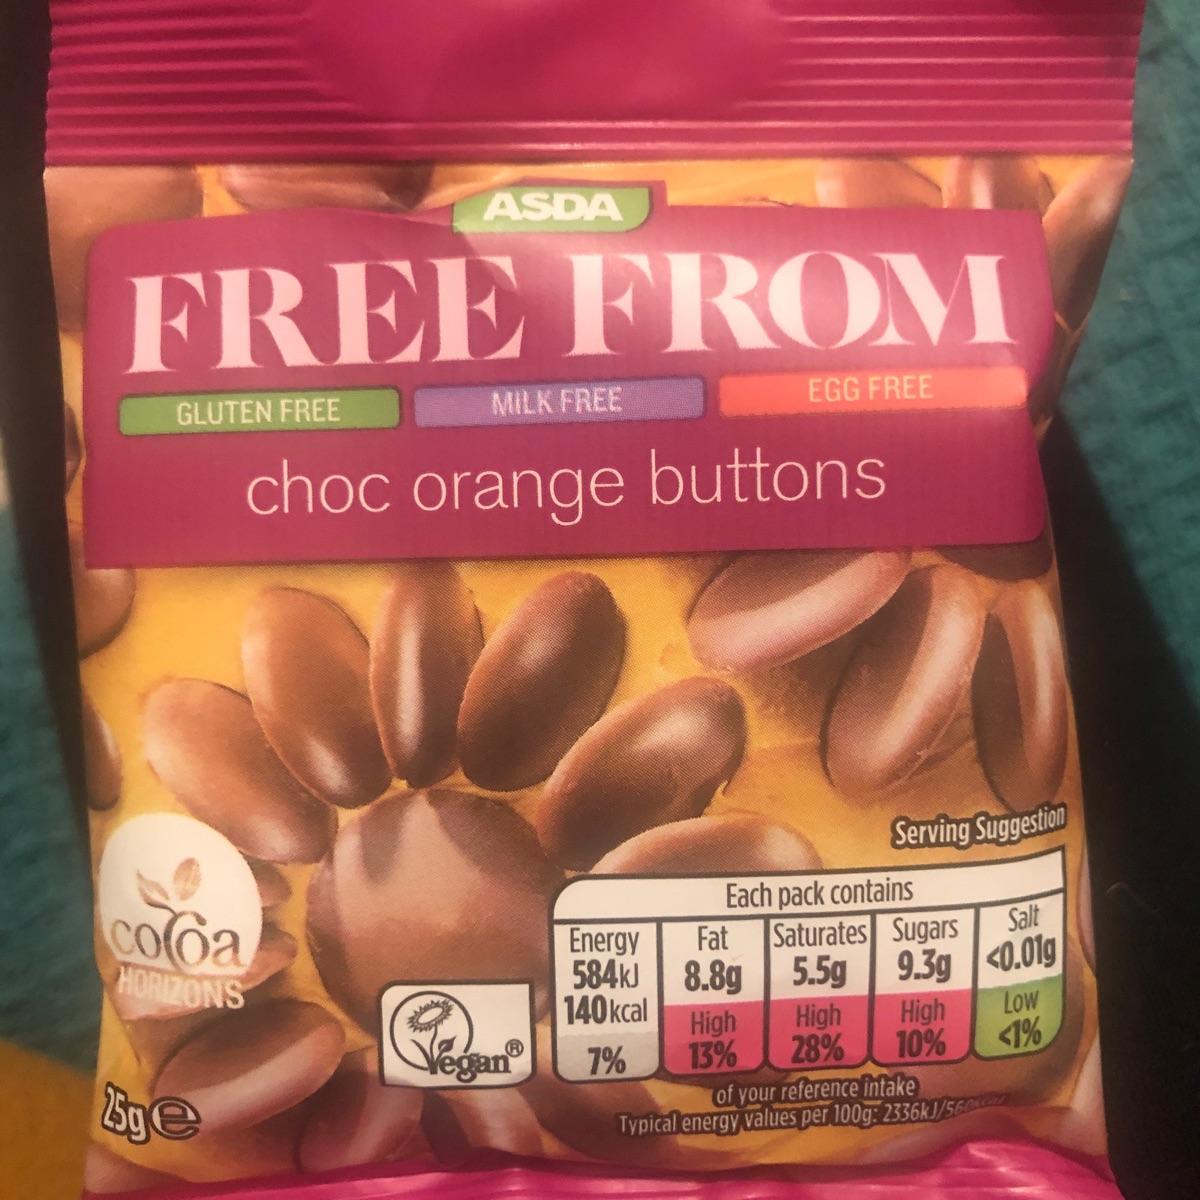 ASDA
FREE FROM
GLUTEN FREE MILK FREE EGG FREE
choc orange buttons
Serving Suggestion
cocoa
HORIZONS
Vegan®
25g e
Each pack contains
Energy Fat Saturates Sugars Salt
584kJ 8.8g 5.5g 9.3g <0.01g
140kcal High High High Low
7% 13% 28% 10% <1%
of your reference intake
Typical energy values per 100g: 2336kJ/